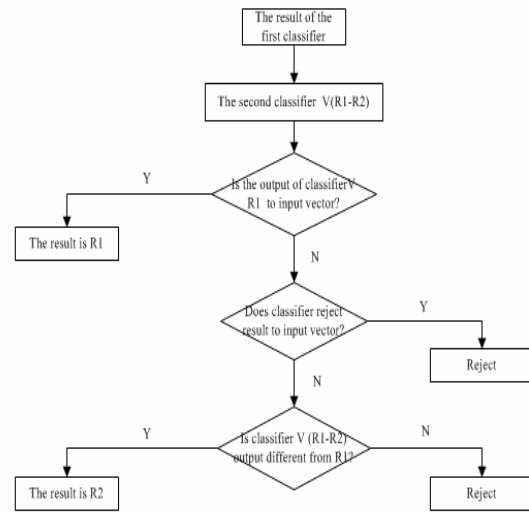 The result of the
first classifier
The second classifier V(R1-R2)
Is the output of classifierV
R1 to input vector?
Y
The result is R1
N
Does classifier reject
result to input vector?
Y
Reject
N
Is classifier V (R1-R2)
output different from R1?
Y
N
The result is R2
Reject